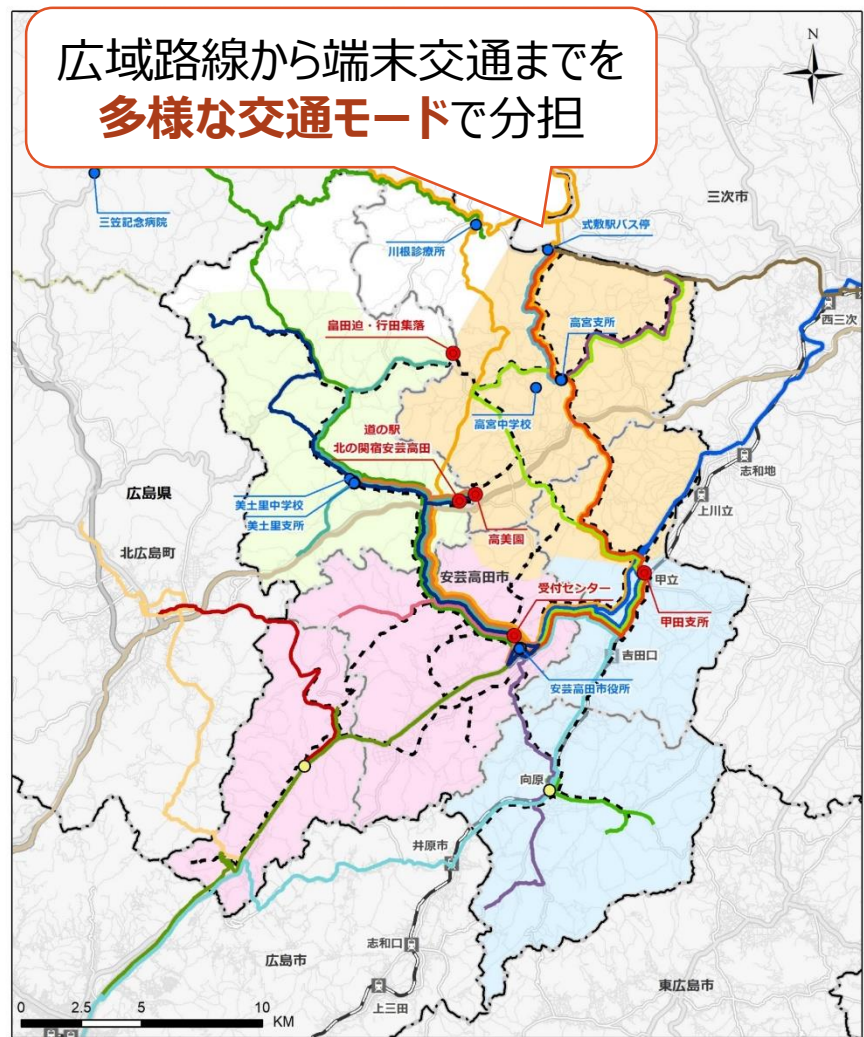 広域路線から端末交通までを
多様な交通モードで分担
N
三次市
三笠記念病院
川根診療所
式敷駅バス停
西三次
畠田迫・行田集落
高宮支所
高宮中学校
道の駅
北の関宿安芸高田
志和地
広島県
美土里中学校
美土里支所
上川立
北広島町
高美園
安芸高田市
受付センター
甲立
甲田支所
吉田口
安芸高田市役所
向原
井原市
志和口
広島市
東広島市
上三田
0 2.5 5 10
KM